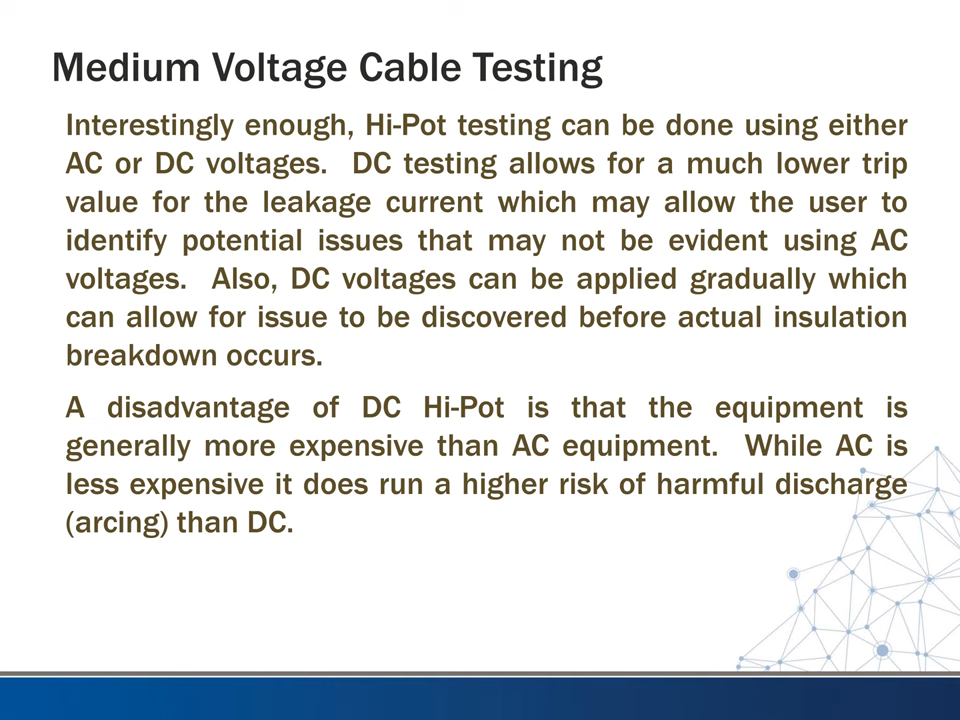 Medium Voltage Cable Testing
Interestingly enough, Hi-Pot testing can be done using either
AC or DC voltages.  DC testing allows for a much lower trip
value for the leakage current which may allow the user to
identify potential issues that may not be evident using AC
voltages.  Also, DC voltages can be applied gradually which
can allow for issue to be discovered before actual insulation
breakdown occurs.
A disadvantage of DC Hi-Pot is that the equipment is
generally more expensive than AC equipment.  While AC is
less expensive it does run a higher risk of harmful discharge
(arcing) than DC.